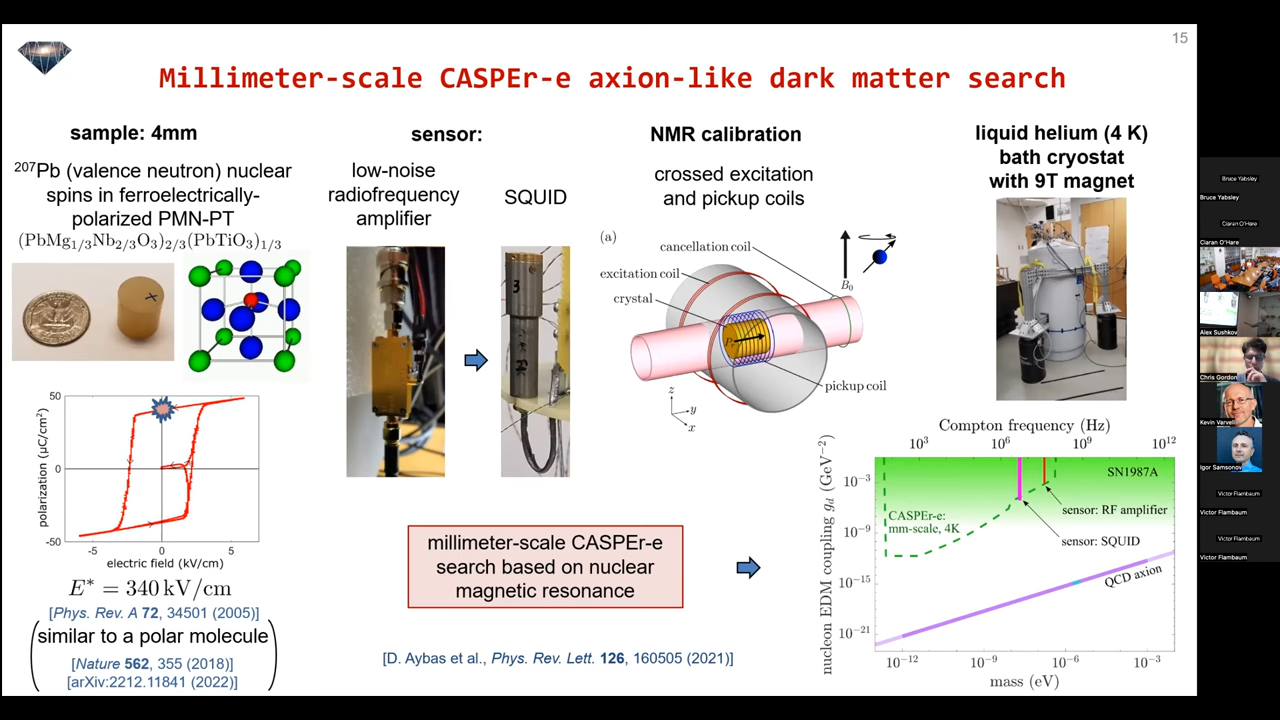 15
Millimeter-scale CASPEr-e axion-like dark matter search
sample: 4mm
²⁰⁷Pb (valence neutron) nuclear
spins in ferroelectrically-
polarized PMN-PT
(PbMg₁/₃Nb₂/₃O₃)₂/₃(PbTiO₃)₁/₃
50
0
-50
polarization (μC/cm²)
-5
0
5
electric field (kV/cm)
E* = 340 kV/cm
[Phys. Rev. A 72, 34501 (2005)]
(similar to a polar molecule
[Nature 562, 355 (2018)]
[arXiv:2212.11841 (2022)])
sensor:
low-noise
radiofrequency
amplifier
SQUID
3
millimeter-scale CASPEr-e
search based on nuclear
magnetic resonance
[D. Aybas et al., Phys. Rev. Lett. 126, 160505 (2021)]
NMR calibration
crossed excitation
and pickup coils
(a)
cancellation coil
excitation coil
crystal
B₀
pickup coil
z
y
x
liquid helium (4 K)
bath cryostat
with 9T magnet
Compton frequency (Hz)
10³
10⁶
10⁹
10¹²
nucleon EDM coupling g_d (GeV⁻²)
10⁻³
10⁻⁹
10⁻¹⁵
10⁻²¹
SN1987A
CASPEr-e:
mm-scale, 4K
sensor: RF amplifier
sensor: SQUID
QCD axion
10⁻¹²
10⁻⁹
10⁻⁶
10⁻³
mass (eV)
Bruce Yabsley
Bruce Yabsley
Ciaran O'Hare
Ciaran O'Hare
Alex Sushkov
Chris Gordon
Kevin Varvell
Igor Samsonov
Victor Flambaum
Victor Flambaum
Victor Flambaum
Victor Flambaum